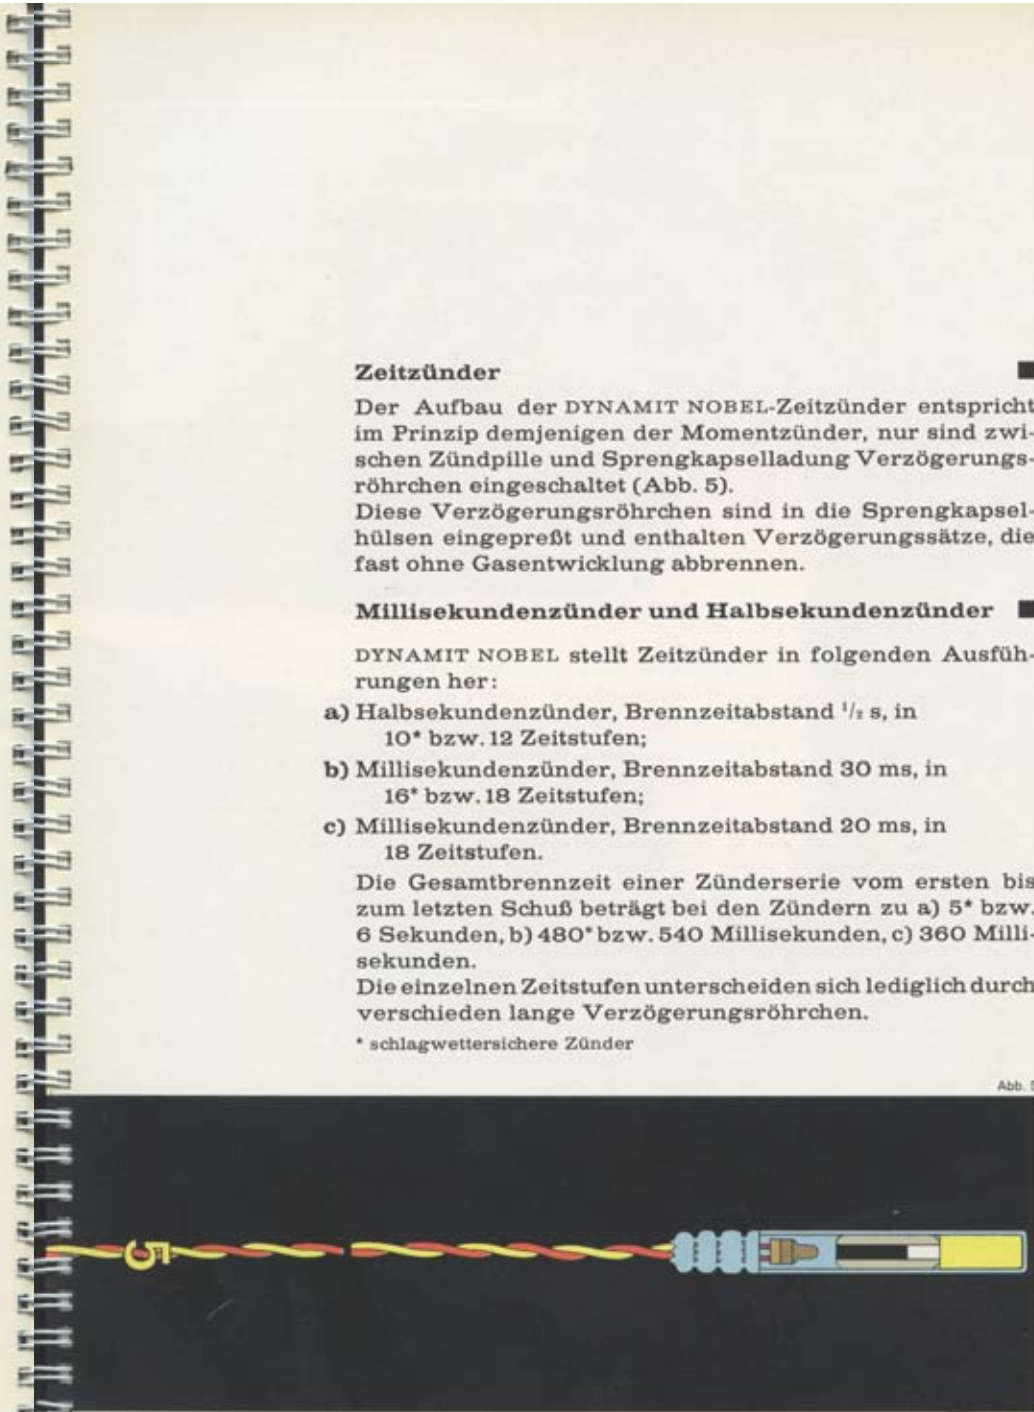 Zeitzünder
Der Aufbau der DYNAMIT NOBEL-Zeitzünder entspricht
im Prinzip demjenigen der Momentzünder, nur sind zwi-
schen Zündpille und Sprengkapselladung Verzögerungs-
röhrchen eingeschaltet (Abb. 5).
Diese Verzögerungsröhrchen sind in die Sprengkapsel-
hülsen eingepreßt und enthalten Verzögerungssätze, die
fast ohne Gasentwicklung abbrennen.
Millisekundenzünder und Halbsekundenzünder
DYNAMIT NOBEL stellt Zeitzünder in folgenden Ausfüh-
rungen her:
a) Halbsekundenzünder, Brennzeitabstand 1/2 s, in
10* bzw. 12 Zeitstufen;
b) Millisekundenzünder, Brennzeitabstand 30 ms, in
16* bzw. 18 Zeitstufen;
c) Millisekundenzünder, Brennzeitabstand 20 ms, in
18 Zeitstufen.
Die Gesamtbrennzeit einer Zünderserie vom ersten bis
zum letzten Schuß beträgt bei den Zündern zu a) 5* bzw.
6 Sekunden, b) 480* bzw. 540 Millisekunden, c) 360 Milli-
sekunden.
Die einzelnen Zeitstufen unterscheiden sich lediglich durch
verschieden lange Verzögerungsröhrchen.
* schlagwettersichere Zünder
Abb. 5
5